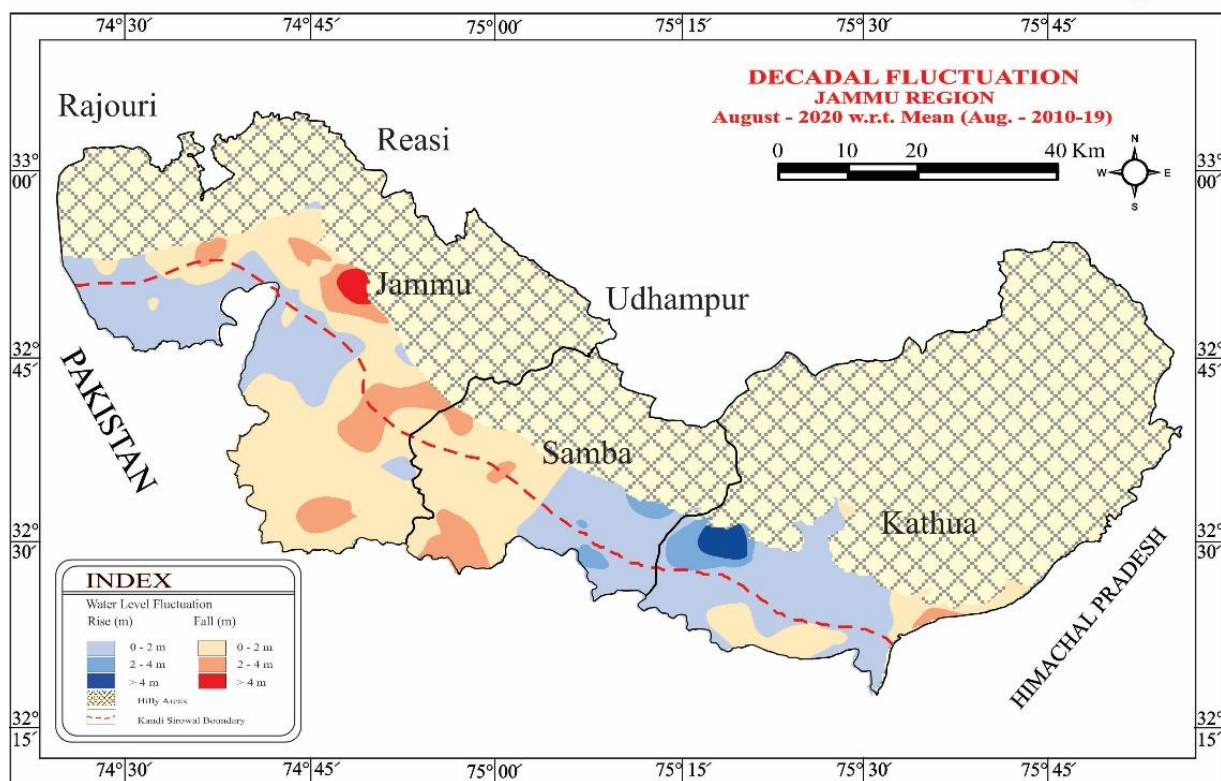 74°30´ 74°45´ 75°00´ 75°15´ 75°30´ 75°45´
DECADAL FLUCTUATION
JAMMU REGION
August - 2020 w.r.t. Mean (Aug. - 2010-19)
0 10 20 40 Km
N
W E
S
Rajouri
Reasi
33°
00´
33°
00´
Jammu
Udhampur
32°
45´
32°
45´
PAKISTAN
Samba
Kathua
32°
30´
32°
30´
HIMACHAL PRADESH
INDEX
Water Level Fluctuation
Rise (m) Fall (m)
0 - 2 m 0 - 2 m
2 - 4 m 2 - 4 m
> 4 m > 4 m
Hilly Areas
Kandi Sirowal Boundary
32°
15´
32°
15´
74°30´ 74°45´ 75°00´ 75°15´ 75°30´ 75°45´